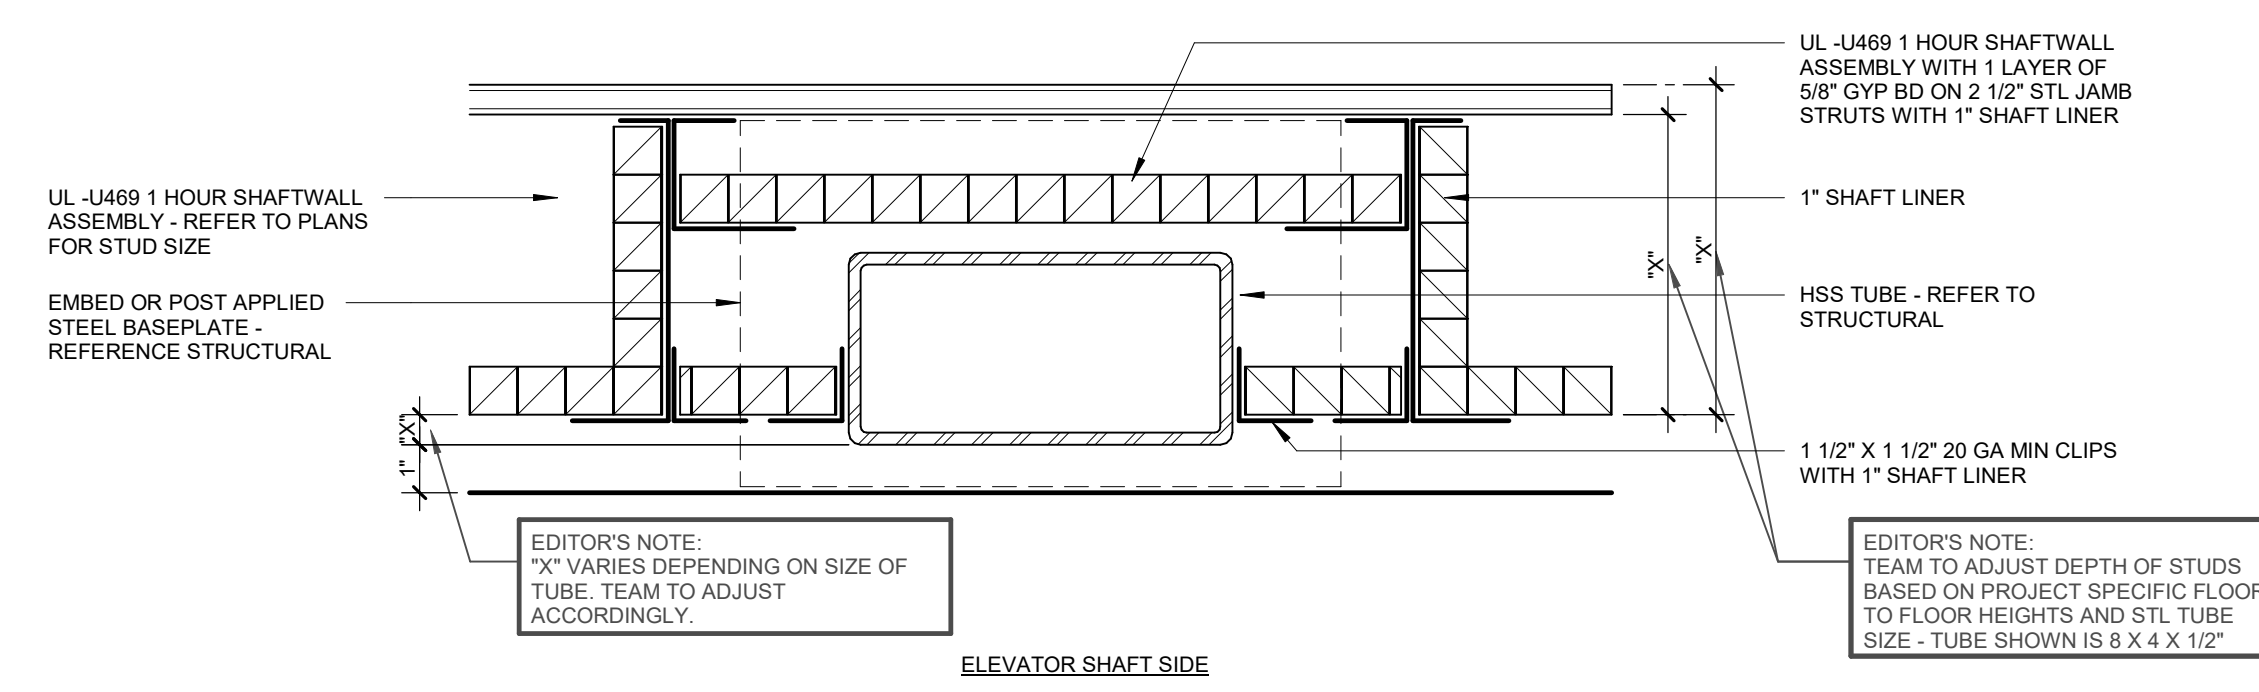 UL -U469 1 HOUR SHAFTWALL
ASSEMBLY WITH 1 LAYER OF
5/8" GYP BD ON 2 1/2" STL JAMB
STRUTS WITH 1" SHAFT LINER
UL -U469 1 HOUR SHAFTWALL
ASSEMBLY - REFER TO PLANS
FOR STUD SIZE
1" SHAFT LINER
"X"
"X"
EMBED OR POST APPLIED
STEEL BASEPLATE -
REFERENCE STRUCTURAL
HSS TUBE - REFER TO
STRUCTURAL
"X"
1"
1 1/2" X 1 1/2" 20 GA MIN CLIPS
WITH 1" SHAFT LINER
EDITOR'S NOTE:
"X" VARIES DEPENDING ON SIZE OF
TUBE. TEAM TO ADJUST
ACCORDINGLY.
EDITOR'S NOTE:
TEAM TO ADJUST DEPTH OF STUDS
BASED ON PROJECT SPECIFIC FLOOR
TO FLOOR HEIGHTS AND STL TUBE
SIZE - TUBE SHOWN IS 8 X 4 X 1/2"
ELEVATOR SHAFT SIDE